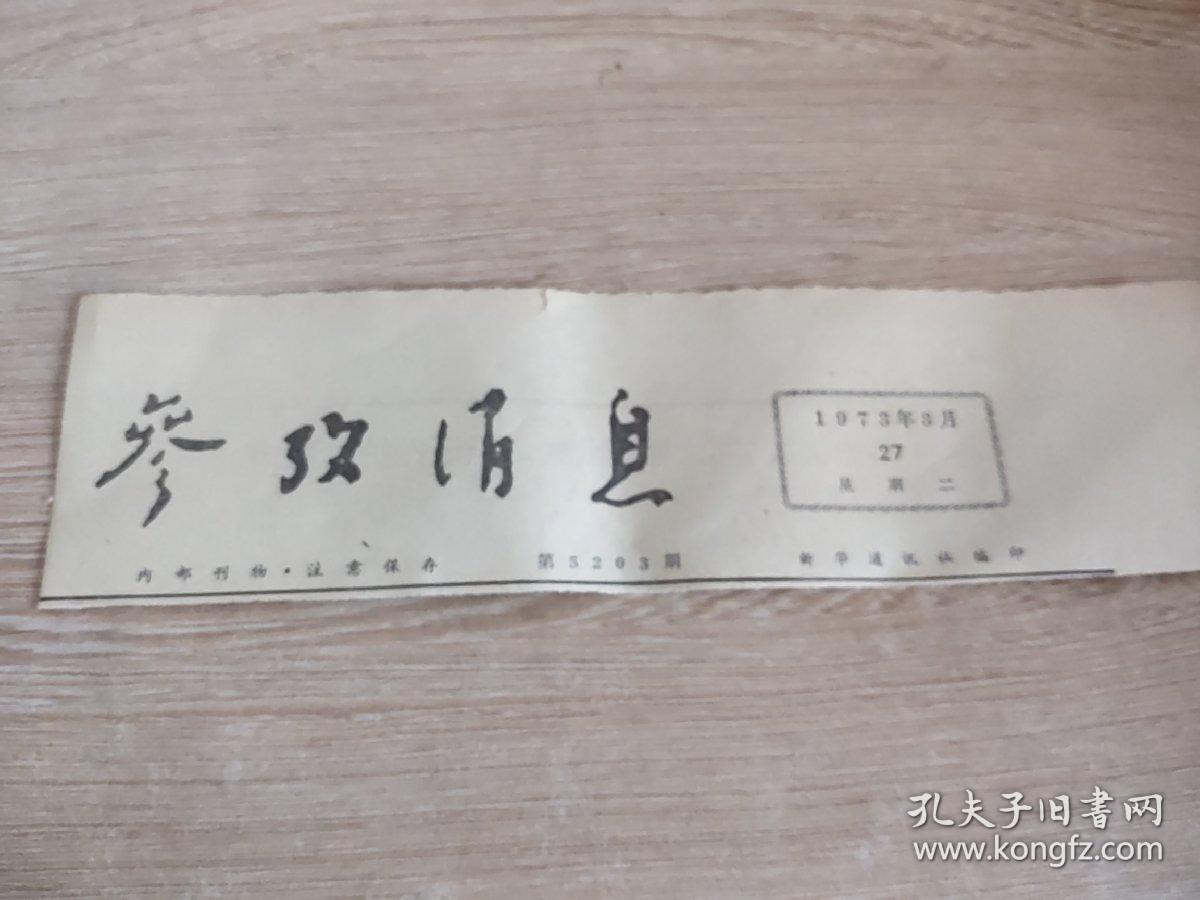 參攷消息
1973年3月
27
星期二
内部刊物·注意保存
第5203期
新华通讯社编印
孔夫子旧书网
www.kongfz.com